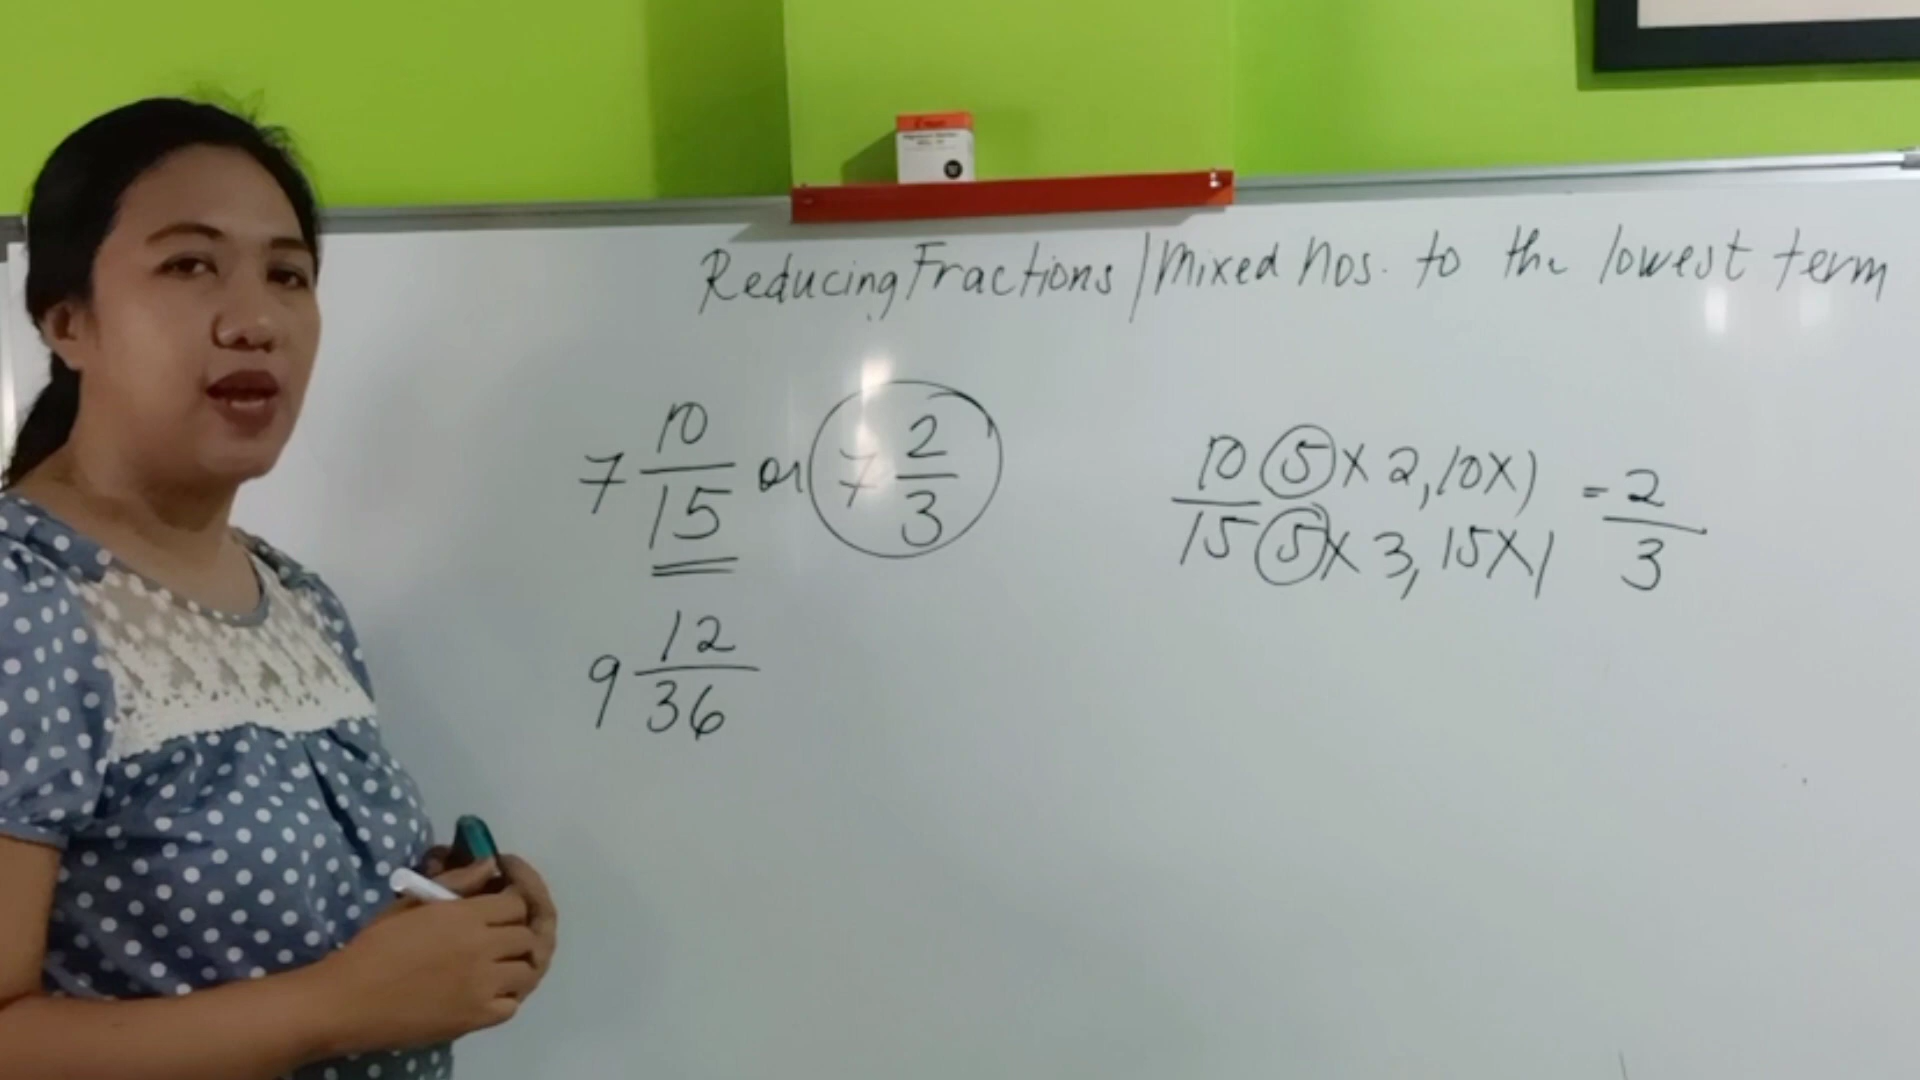 Reducing Fractions / Mixed Nos. to the lowest term
7 10/15 or 7 2/3
10/15 5 x 2, 10 x 1 / 5 x 3, 15 x 1 = 2/3
9 12/36